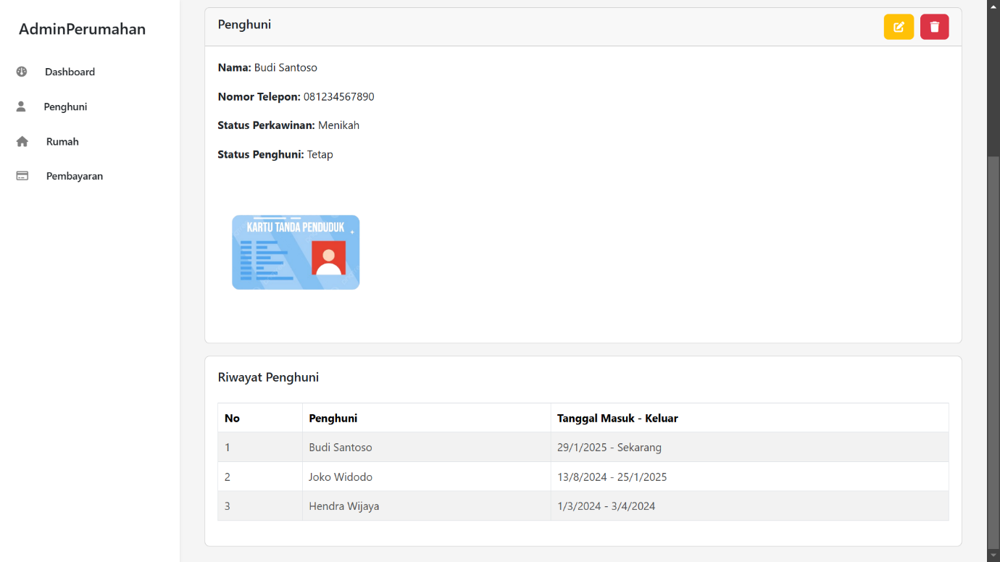 AdminPerumahan
Dashboard
Penghuni
Rumah
Pembayaran
Penghuni
Nama: Budi Santoso
Nomor Telepon: 081234567890
Status Perkawinan: Menikah
Status Penghuni: Tetap
KARTU TANDA PENDUDUK
Riwayat Penghuni
No Penghuni Tanggal Masuk - Keluar
1 Budi Santoso 29/1/2025 - Sekarang
2 Joko Widodo 13/8/2024 - 25/1/2025
3 Hendra Wijaya 1/3/2024 - 3/4/2024